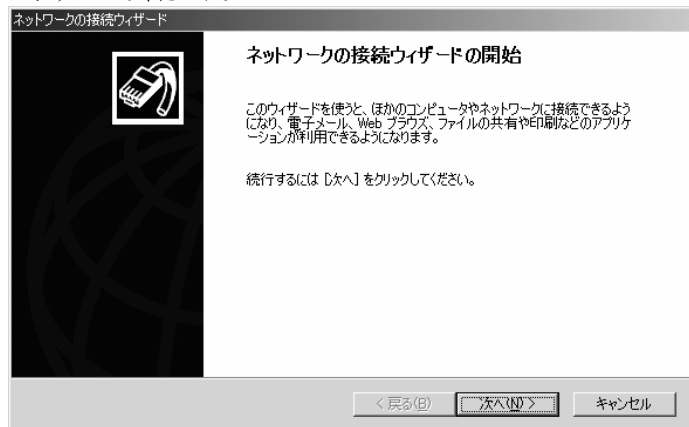 ネットワークの接続ウィザード
ネットワークの接続ウィザードの開始
このウィザードを使うと、ほかのコンピュータやネットワークに接続できるよう
になり、電子メール、Web ブラウズ、ファイルの共有や印刷などのアプリケ
ーションが利用できるようになります。
続行するには [次へ] をクリックしてください。
< 戻る(B)
次へ(N) >
キャンセル